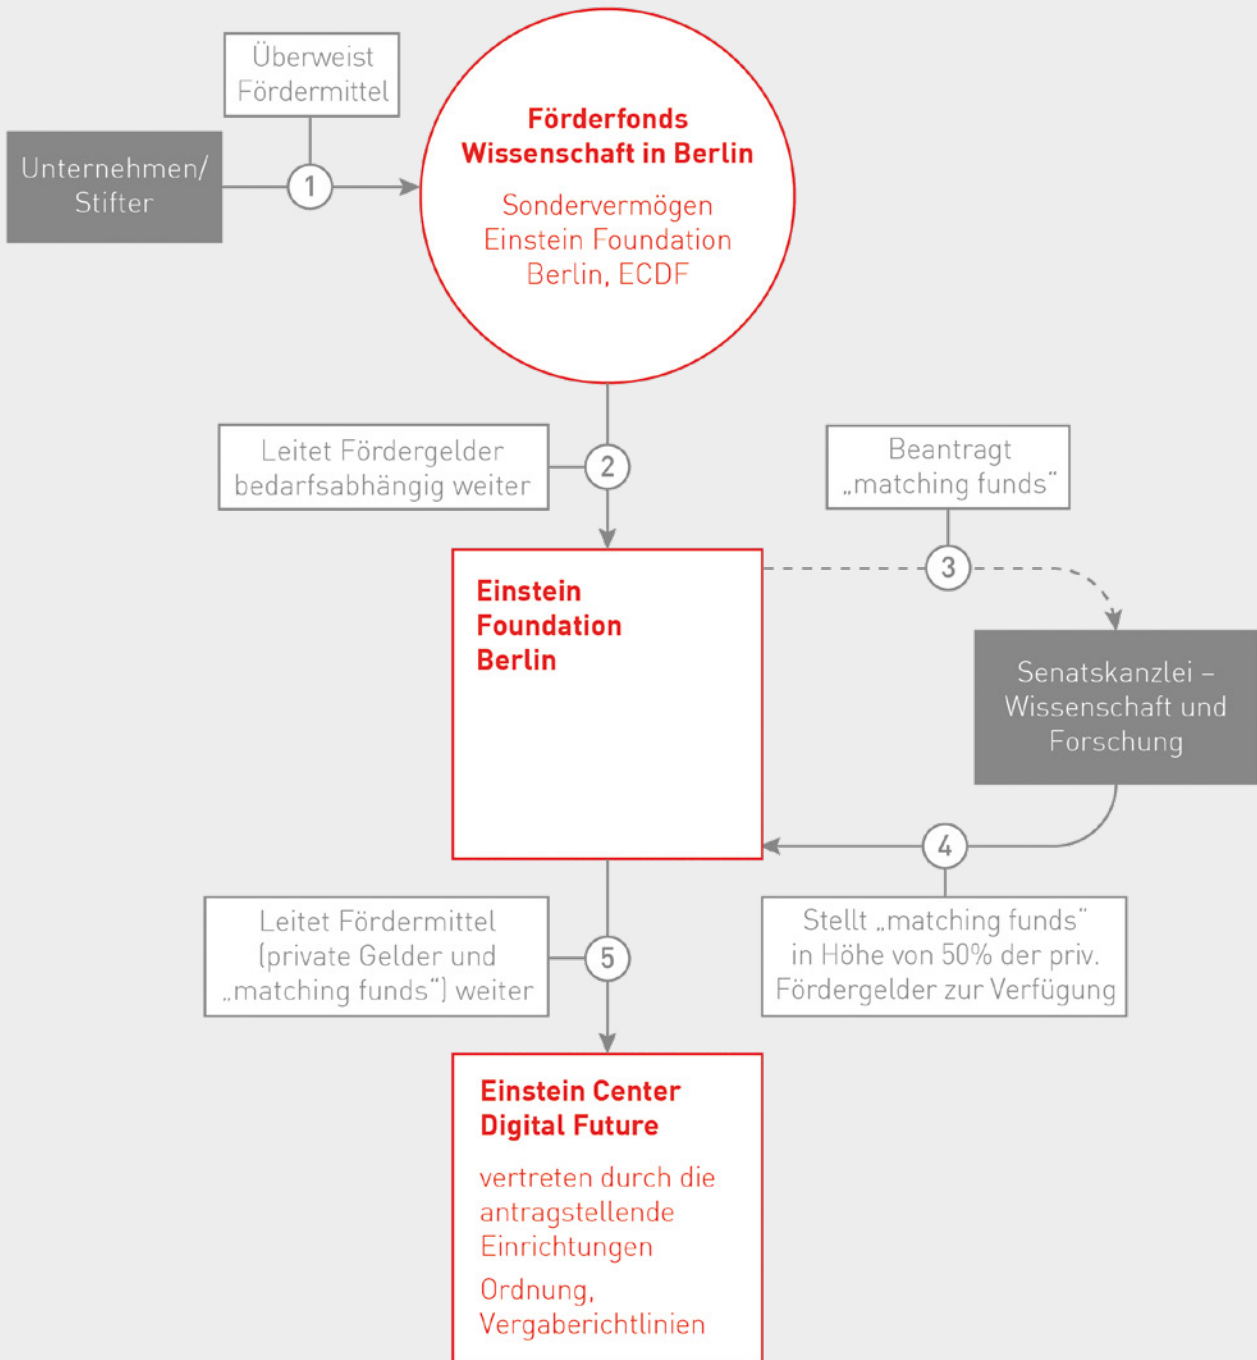 Überweist
Fördermittel
Unternehmen/
Stifter
1
Förderfonds
Wissenschaft in Berlin
Sondervermögen
Einstein Foundation
Berlin, ECDF
Leitet Fördergelder
bedarfsabhängig weiter
2
Beantragt
„matching funds“
3
Einstein
Foundation
Berlin
Senatskanzlei –
Wissenschaft und
Forschung
4
Stellt „matching funds“
in Höhe von 50% der priv.
Fördergelder zur Verfügung
Leitet Fördermittel
(private Gelder und
„matching funds“) weiter
5
Einstein Center
Digital Future
vertreten durch die
antragstellende
Einrichtungen
Ordnung,
Vergaberichtlinien